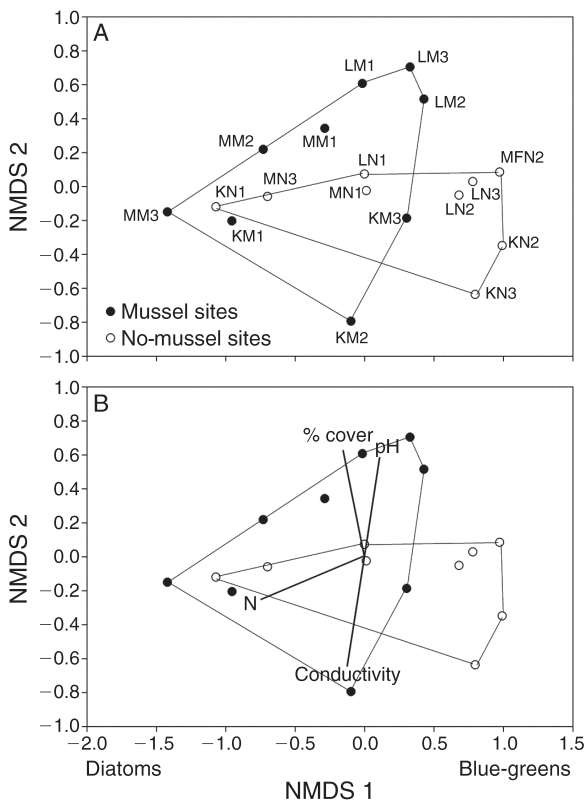 1.0
A
0.8
LM3
LM1
0.6
LM2
0.4
MM2
MM1
0.2
LN1
MFN2
NMDS 2
0.0
KN1
MN3
MN1
LN3
MM3
LN2
−0.2
KM1
KM3
KN2
−0.4
−0.6
KN3
Mussel sites
−0.8
No-mussel sites
KM2
−1.0
1.0
B
0.8
% cover
pH
0.6
0.4
0.2
NMDS 2
0.0
−0.2
N
−0.4
−0.6
Conductivity
−0.8
−1.0
−2.0 −1.5 −1.0 −0.5 0.0 0.5 1.0 1.5
Diatoms Blue-greens
NMDS 1